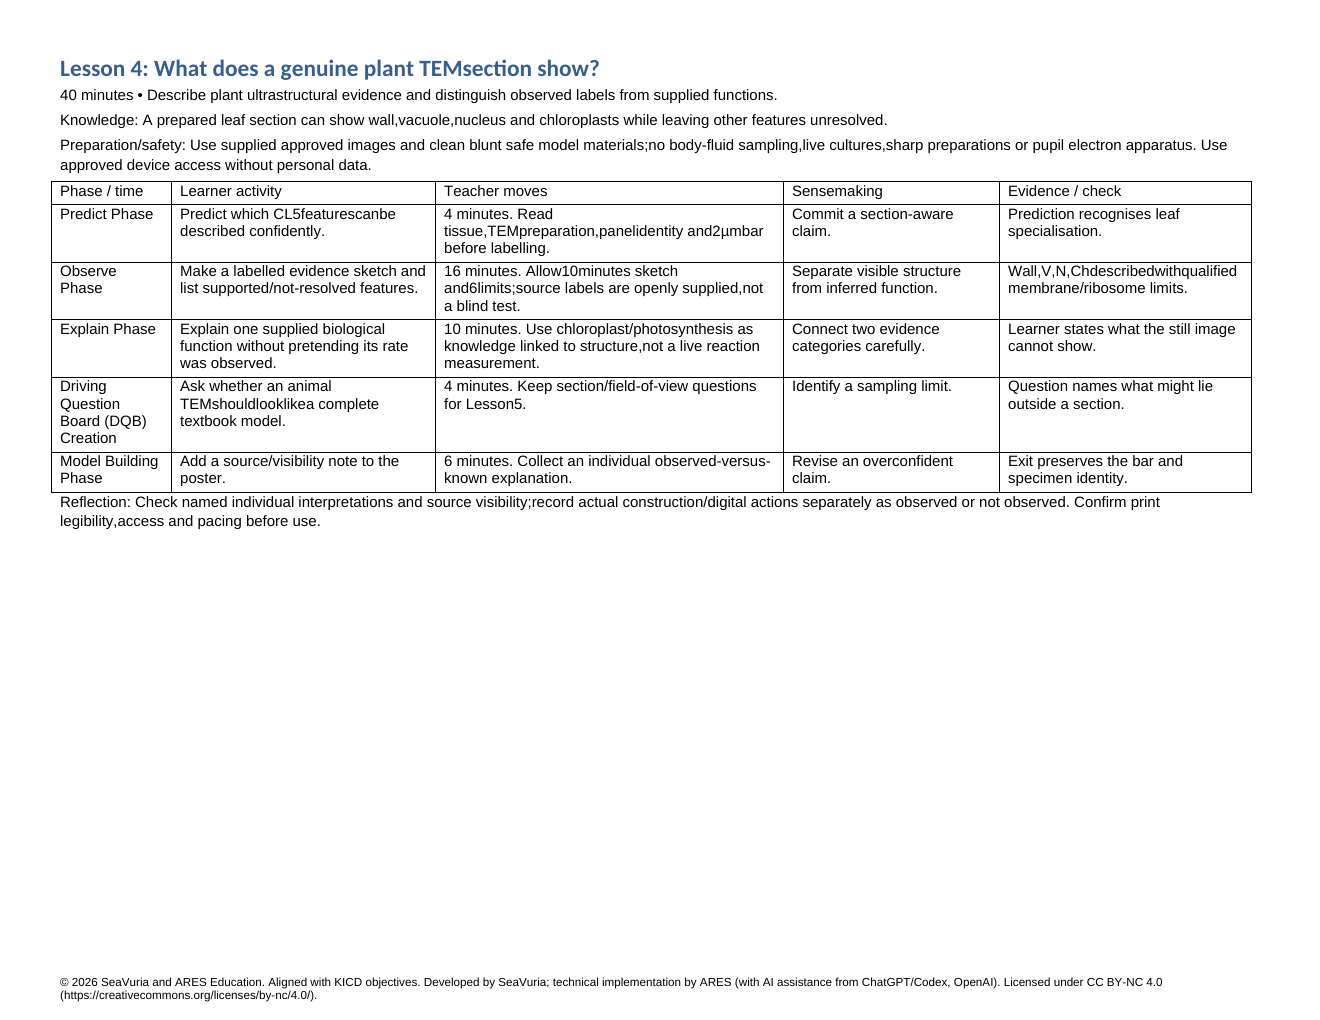 Lesson 4: What does a genuine plant TEMsection show?
40 minutes • Describe plant ultrastructural evidence and distinguish observed labels from supplied functions.
Knowledge: A prepared leaf section can show wall,vacuole,nucleus and chloroplasts while leaving other features unresolved.
Preparation/safety: Use supplied approved images and clean blunt safe model materials;no body-fluid sampling,live cultures,sharp preparations or pupil electron apparatus. Use
approved device access without personal data.
Phase / time
Learner activity
Teacher moves
Sensemaking
Evidence / check
Predict Phase
Predict which CL5featurescanbe
described confidently.
4 minutes. Read
tissue,TEMpreparation,panelidentity and2µmbar
before labelling.
Commit a section-aware
claim.
Prediction recognises leaf
specialisation.
Observe
Phase
Make a labelled evidence sketch and
list supported/not-resolved features.
16 minutes. Allow10minutes sketch
and6limits;source labels are openly supplied,not
a blind test.
Separate visible structure
from inferred function.
Wall,V,N,Chdescribedwithqualified
membrane/ribosome limits.
Explain Phase
Explain one supplied biological
function without pretending its rate
was observed.
10 minutes. Use chloroplast/photosynthesis as
knowledge linked to structure,not a live reaction
measurement.
Connect two evidence
categories carefully.
Learner states what the still image
cannot show.
Driving
Question
Board (DQB)
Creation
Ask whether an animal
TEMshouldlooklikea complete
textbook model.
4 minutes. Keep section/field-of-view questions
for Lesson5.
Identify a sampling limit.
Question names what might lie
outside a section.
Model Building
Phase
Add a source/visibility note to the
poster.
6 minutes. Collect an individual observed-versus-
known explanation.
Revise an overconfident
claim.
Exit preserves the bar and
specimen identity.
Reflection: Check named individual interpretations and source visibility;record actual construction/digital actions separately as observed or not observed. Confirm print
legibility,access and pacing before use.
© 2026 SeaVuria and ARES Education. Aligned with KICD objectives. Developed by SeaVuria; technical implementation by ARES (with AI assistance from ChatGPT/Codex, OpenAI). Licensed under CC BY-NC 4.0
(https://creativecommons.org/licenses/by-nc/4.0/).